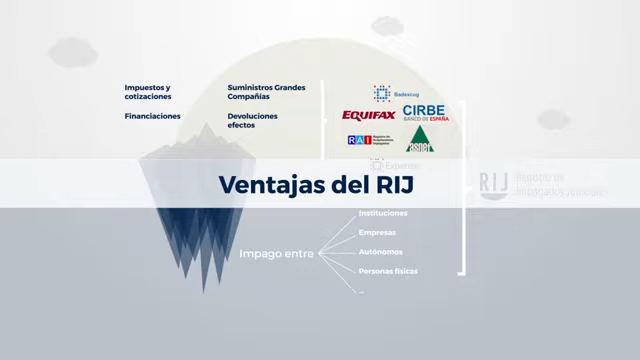 Impuestos y
cotizaciones
Financiaciones
Suministros Grandes
Compañías
Devoluciones
efectos
Badexcug
EQUIFAX
CIRBE
BANCO DE ESPAÑA
RAI
asnef
Experian
Ventajas del RIJ
RIJ
Instituciones
Empresas
Impago entre
Autónomos
Personas físicas